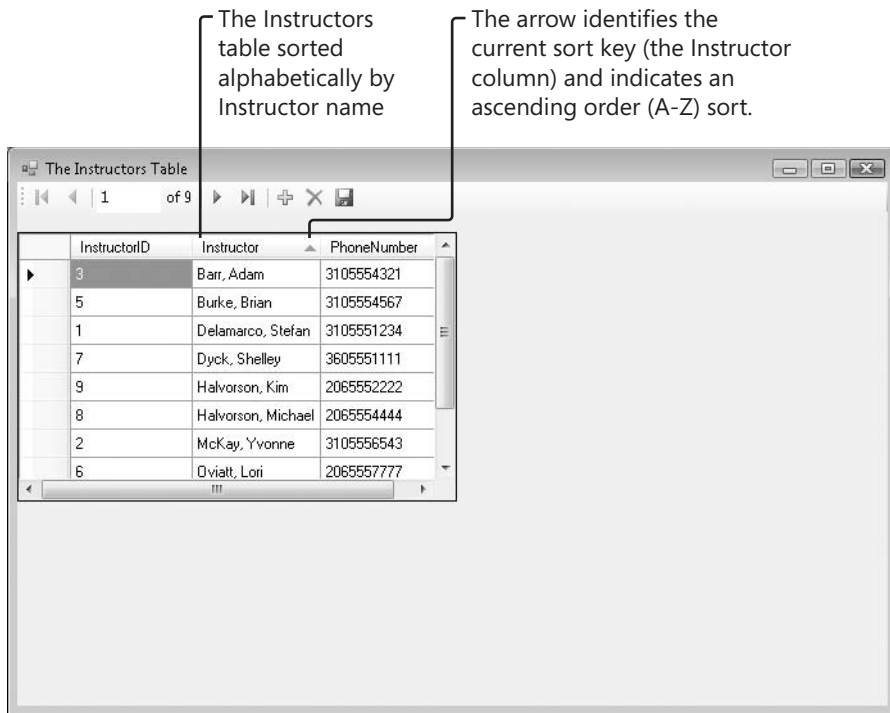 The Instructors
table sorted
alphabetically by
Instructor name
The arrow identifies the
current sort key (the Instructor
column) and indicates an
ascending order (A-Z) sort.
The Instructors Table
1 of 9
InstructorID Instructor PhoneNumber
3 Barr, Adam 3105554321
5 Burke, Brian 3105554567
1 Delamarco, Stefan 3105551234
7 Dyck, Shelley 3605551111
9 Halvorson, Kim 2065552222
8 Halvorson, Michael 2065554444
2 McKay, Yvonne 3105556543
6 Oviatt, Lori 2065557777